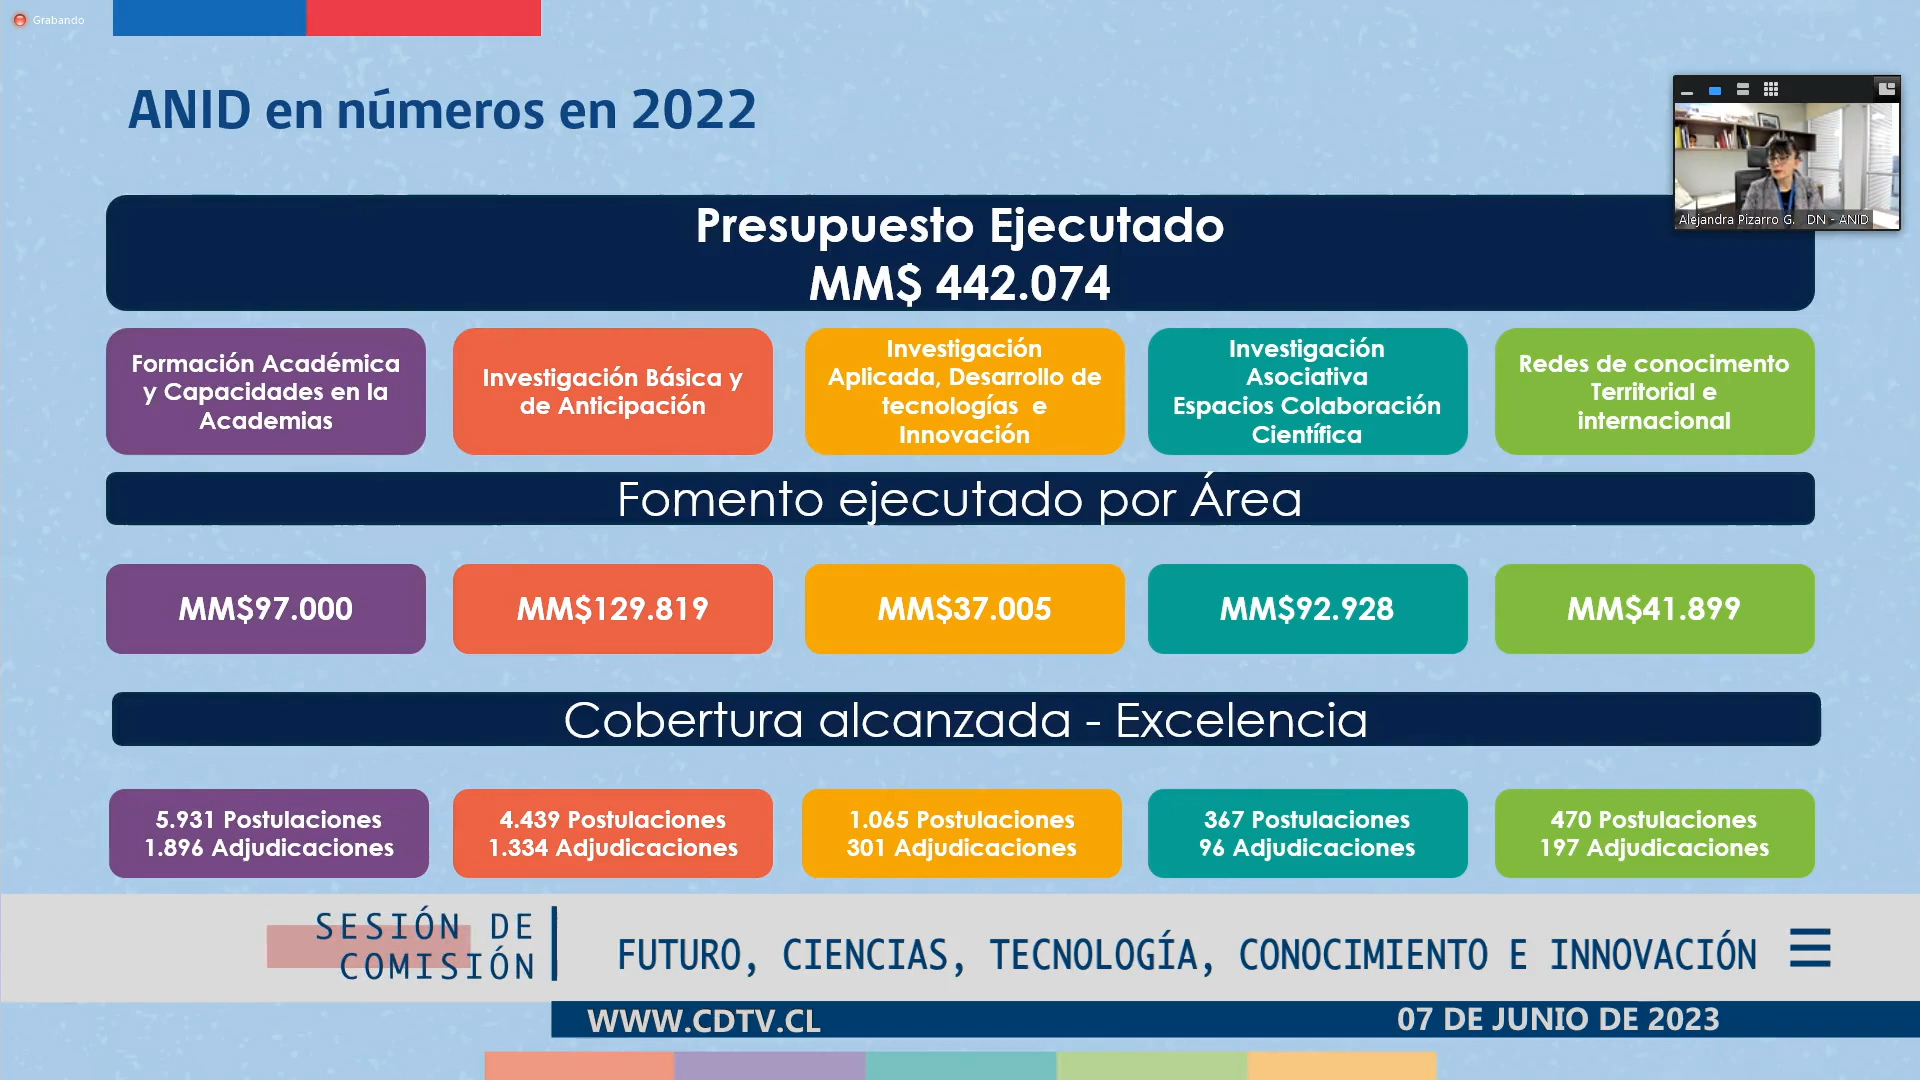 Grabando
ANID en números en 2022
Alejandra Pizarro G. DN - ANID
Presupuesto Ejecutado
MM$ 442.074
Formación Académica
y Capacidades en la
Academias
Investigación Básica y
de Anticipación
Investigación
Aplicada, Desarrollo de
tecnologías e
Innovación
Investigación
Asociativa
Espacios Colaboración
Científica
Redes de conocimento
Territorial e
internacional
Fomento ejecutado por Área
MM$97.000
MM$129.819
MM$37.005
MM$92.928
MM$41.899
Cobertura alcanzada - Excelencia
5.931 Postulaciones
1.896 Adjudicaciones
4.439 Postulaciones
1.334 Adjudicaciones
1.065 Postulaciones
301 Adjudicaciones
367 Postulaciones
96 Adjudicaciones
470 Postulaciones
197 Adjudicaciones
SESIÓN DE
COMISIÓN
FUTURO, CIENCIAS, TECNOLOGÍA, CONOCIMIENTO E INNOVACIÓN
WWW.CDTV.CL
07 DE JUNIO DE 2023